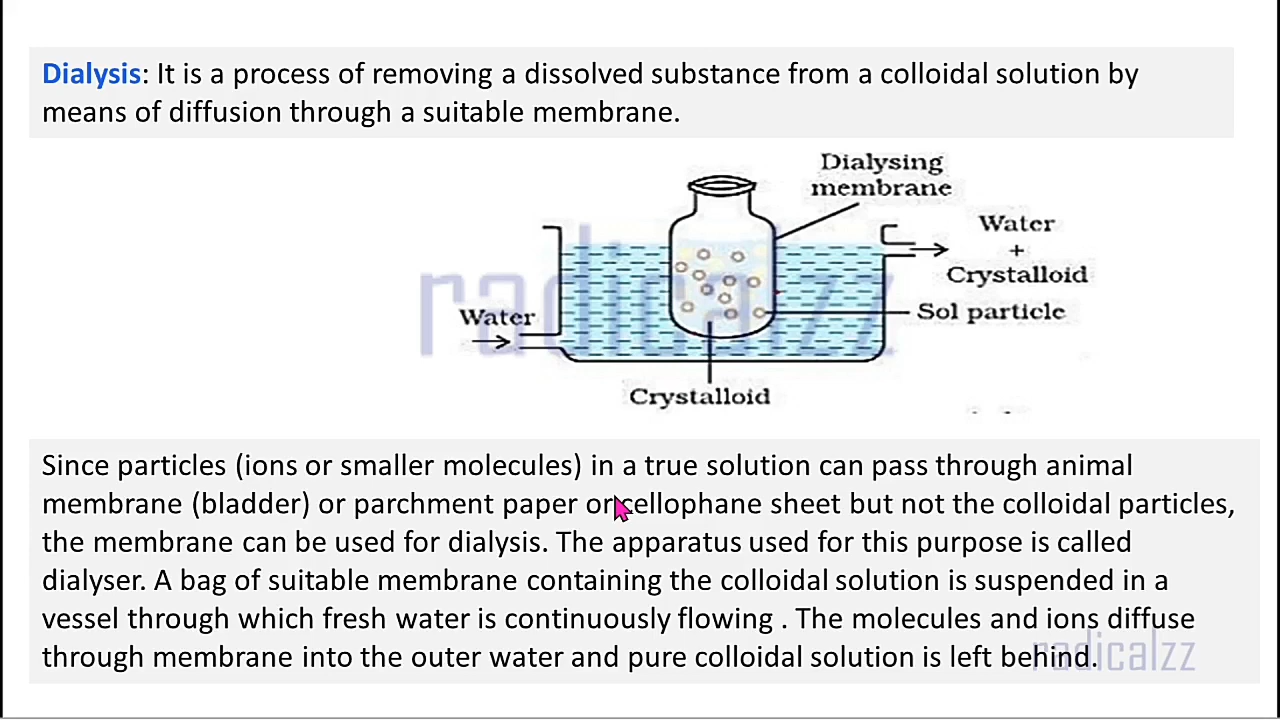 Dialysis: It is a process of removing a dissolved substance from a colloidal solution by
means of diffusion through a suitable membrane.
Dialysing
membrane
Water
+
Crystalloid
radicalzz
Sol particle
Water
Crystalloid
Since particles (ions or smaller molecules) in a true solution can pass through animal
membrane (bladder) or parchment paper or cellophane sheet but not the colloidal particles,
the membrane can be used for dialysis. The apparatus used for this purpose is called
dialyser. A bag of suitable membrane containing the colloidal solution is suspended in a
vessel through which fresh water is continuously flowing . The molecules and ions diffuse
through membrane into the outer water and pure colloidal solution is left behind.
radicalzz